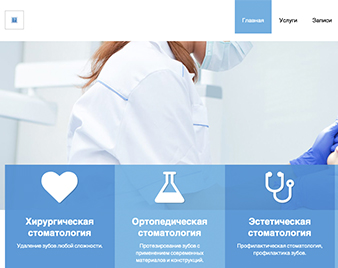 Главная Услуги Записи
Хирургическая Ортопедическая Эстетическая
стоматология стоматология стоматология
Удаления зубов любой сложности. Протезирование зубов с Профилактическая стоматология,
применением современных профилактика зубов.
материалов и конструкций.